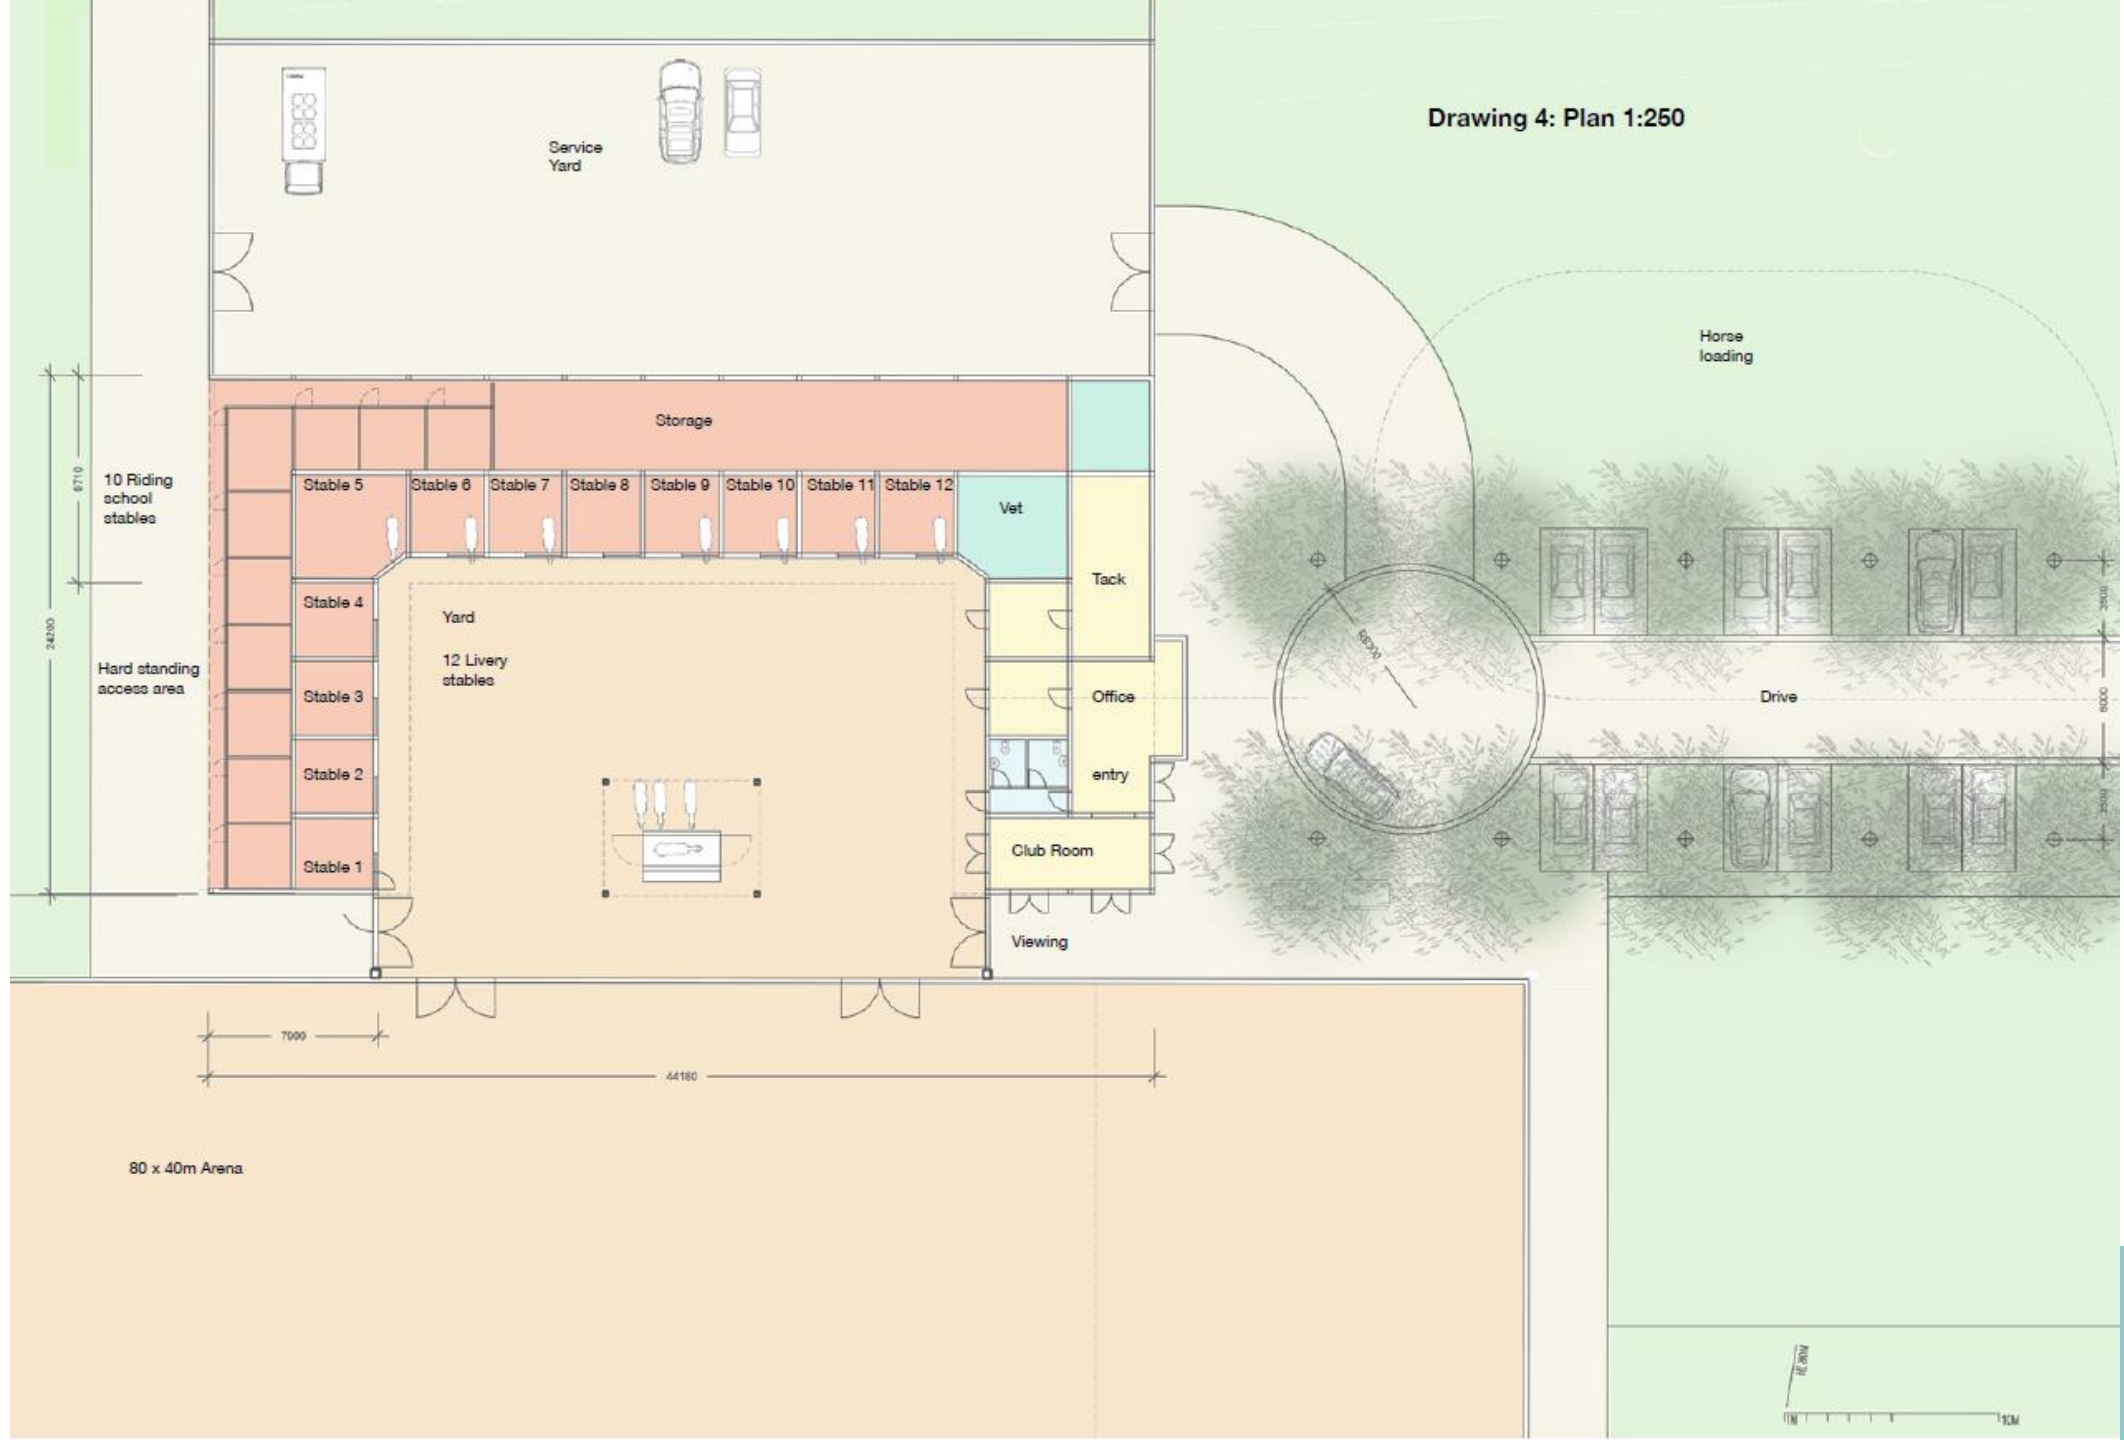 Drawing 4: Plan 1:250
Service
Yard
Horse
loading
Storage
10 Riding
school
stables
Stable 5
Stable 6
Stable 7
Stable 8
Stable 9
Stable 10
Stable 11
Stable 12
Vet
Tack
Stable 4
Yard
12 Livery
stables
Hard standing
access area
Stable 3
Office
Drive
Stable 2
entry
Stable 1
Club Room
Viewing
24200
6000
7000
44180
80 x 40m Arena
NORTH
1M
10M